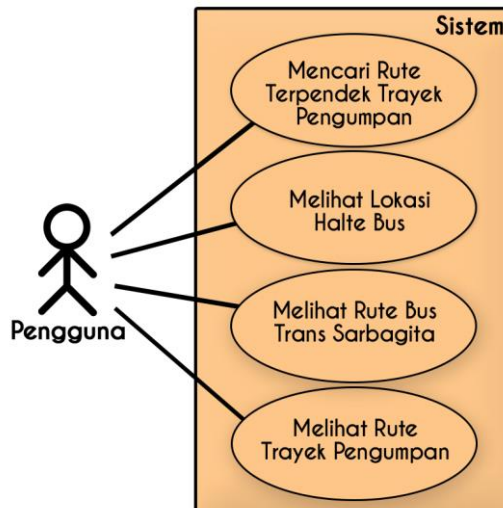 Sistem
Mencari Rute
Terpendek Trayek
Pengumpan
Melihat Lokasi
Halte Bus
Melihat Rute Bus
Trans Sarbagita
Melihat Rute
Trayek Pengumpan
Pengguna